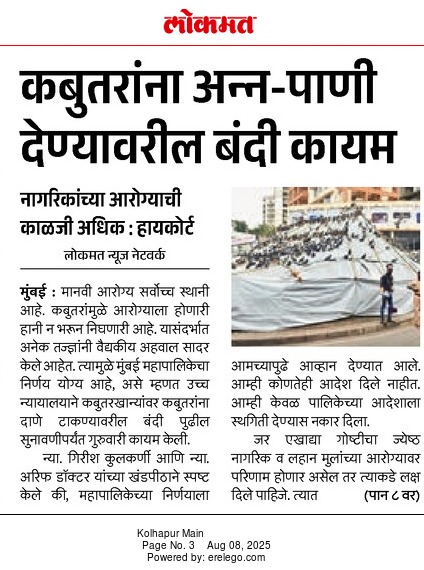 लोकमत
कबुतरांना अन्न-पाणी
देण्यावरील बंदी कायम
नागरिकांच्या आरोग्याची
काळजी अधिक : हायकोर्ट
लोकमत न्यूज नेटवर्क
मुंबई : मानवी आरोग्य सर्वोच्च स्थानी
आहे. कबुतरांमुळे आरोग्याला होणारी
हानी न भरून निघणारी आहे. यासंदर्भात
अनेक तज्ज्ञांनी वैद्यकीय अहवाल सादर
केले आहेत. त्यामुळे मुंबई महापालिकेचा
निर्णय योग्य आहे, असे म्हणत उच्च
न्यायालयाने कबुतरखान्यांवर कबुतरांना
दाणे टाकण्यावरील बंदी पुढील
सुनावणीपर्यंत गुरुवारी कायम केली.
न्या. गिरीश कुलकर्णी आणि न्या.
अरिफ डॉक्टर यांच्या खंडपीठाने स्पष्ट
केले की, महापालिकेच्या निर्णयाला
आमच्यापुढे आव्हान देण्यात आले.
आम्ही कोणतेही आदेश दिले नाहीत.
आम्ही केवळ पालिकेच्या आदेशाला
स्थगिती देण्यास नकार दिला.
जर एखाद्या गोष्टीचा ज्येष्ठ
नागरिक व लहान मुलांच्या आरोग्यावर
परिणाम होणार असेल तर त्याकडे लक्ष
दिले पाहिजे. त्यात (पान ८ वर)
Kolhapur Main
Page No. 3 Aug 08, 2025
Powered by: erelego.com